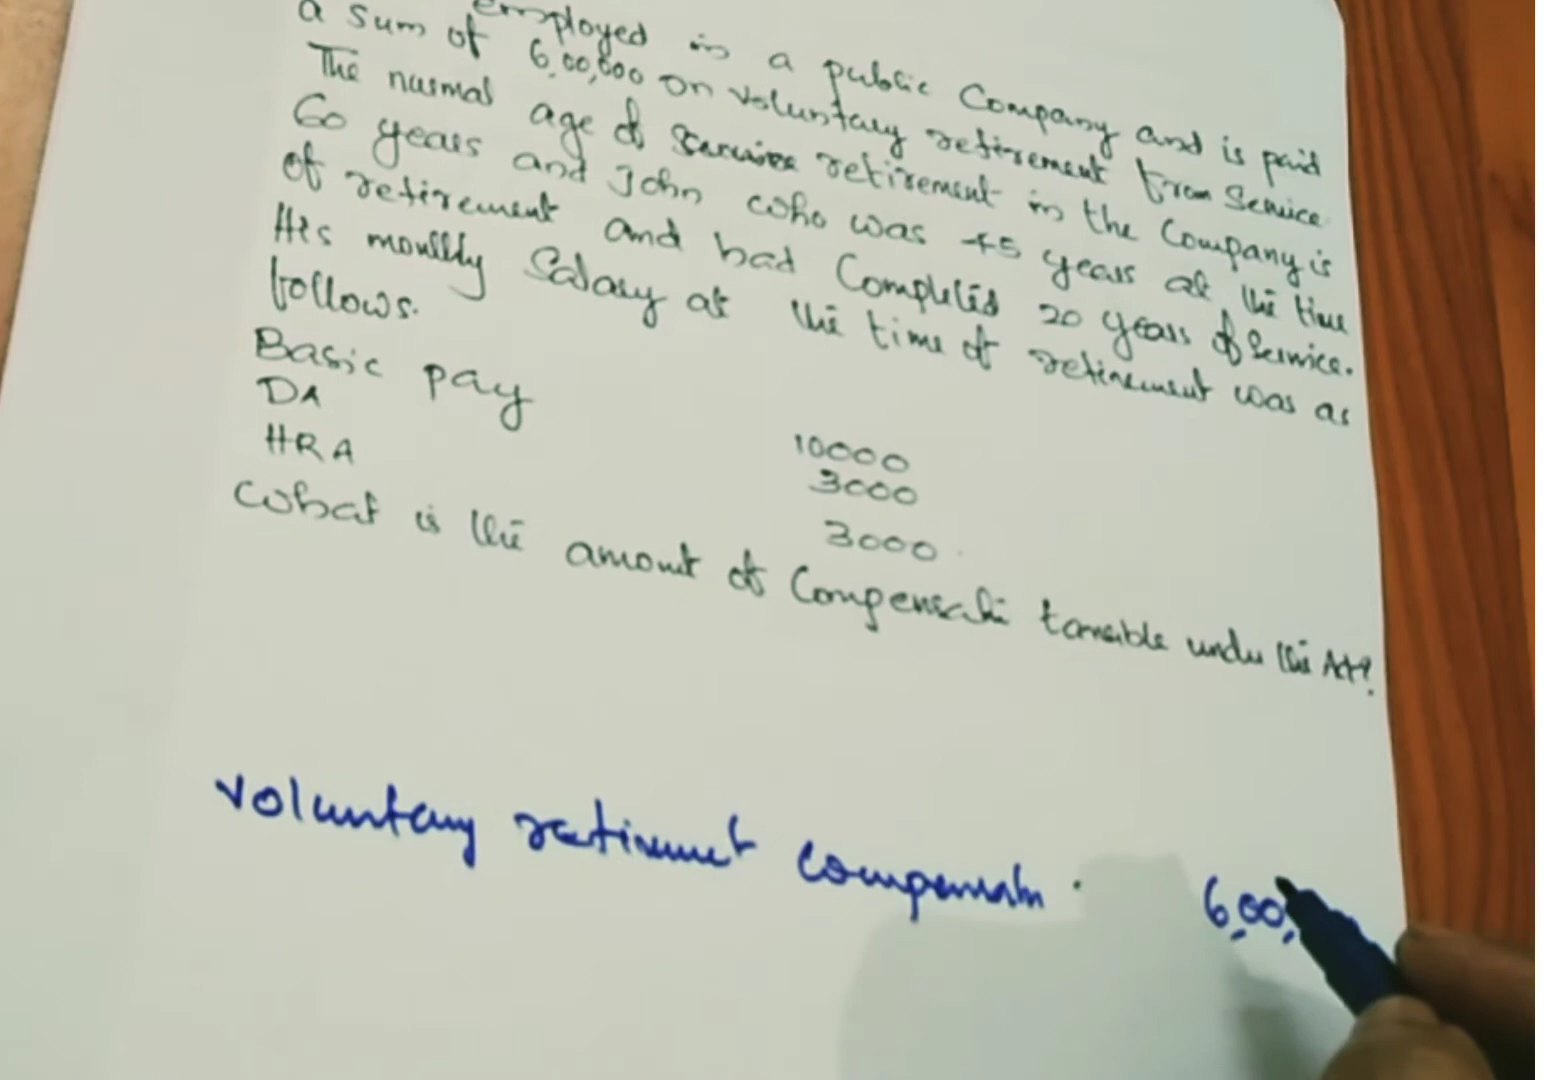 employed in a public Company and is paid
a sum of 6,00,000 on voluntary retirement from Service
The nurmal age of Service retirement in the Company is
60 years and John who was 45 years at the time
of retirement and had Completed 20 years of Service.
His monthly Salary at the time of retirement was as
follows.
Basic pay 10000
DA 3000
HRA 3000
What is the amount of Compensati taxable under the Act?
Voluntary retirement compensatn . 6,00,